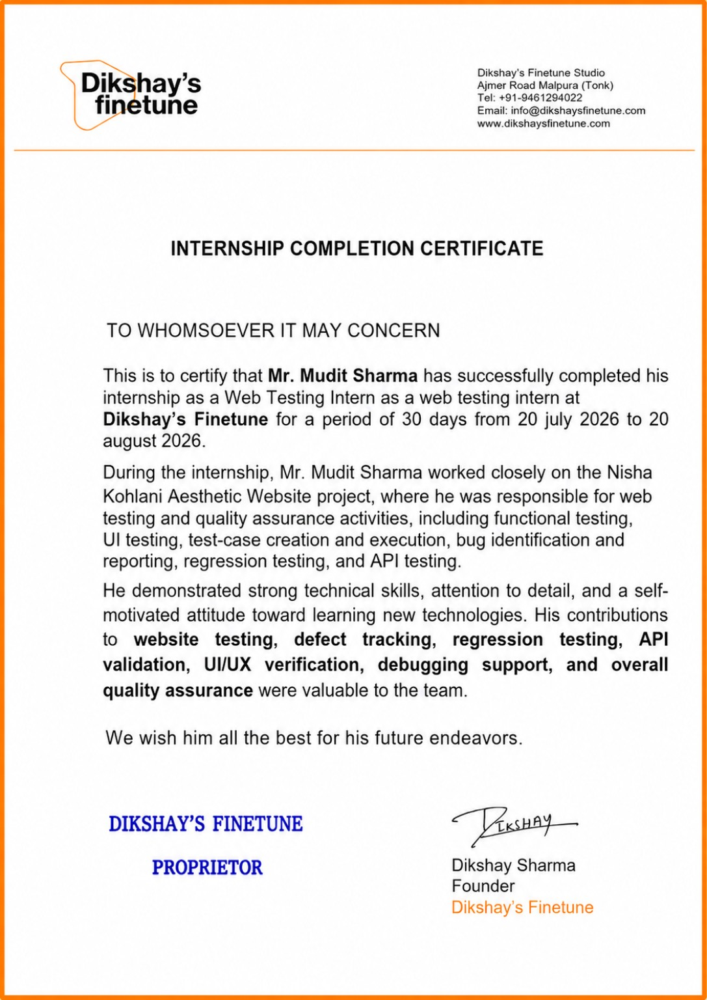 Dikshay’s
finetune
Dikshay's Finetune Studio
Ajmer Road Malpura (Tonk)
Tel: +91-9461294022
Email: info@dikshaysfinetune.com
www.dikshaysfinetune.com
INTERNSHIP COMPLETION CERTIFICATE
TO WHOMSOEVER IT MAY CONCERN
This is to certify that Mr. Mudit Sharma has successfully completed his
internship as a Web Testing Intern as a web testing intern at
Dikshay’s Finetune for a period of 30 days from 20 july 2026 to 20
august 2026.
During the internship, Mr. Mudit Sharma worked closely on the Nisha
Kohlani Aesthetic Website project, where he was responsible for web
testing and quality assurance activities, including functional testing,
UI testing, test-case creation and execution, bug identification and
reporting, regression testing, and API testing.
He demonstrated strong technical skills, attention to detail, and a self-
motivated attitude toward learning new technologies. His contributions
to website testing, defect tracking, regression testing, API
validation, UI/UX verification, debugging support, and overall
quality assurance were valuable to the team.
We wish him all the best for his future endeavors.
DIKSHAY’S FINETUNE
PROPRIETOR
DIKSHAY
Dikshay Sharma
Founder
Dikshay’s Finetune